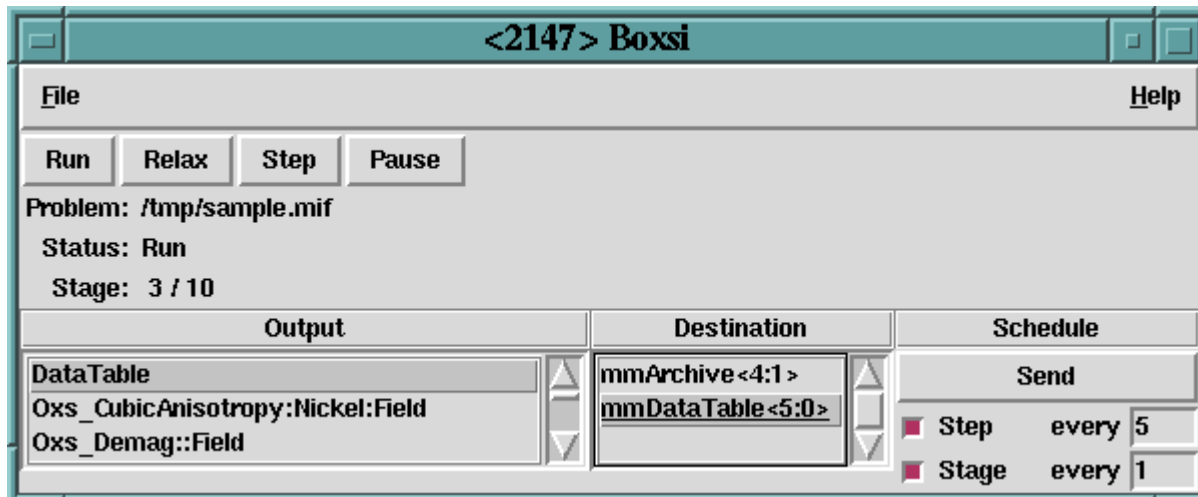 <2147> Boxsi
File Help
Run Relax Step Pause
Problem: /tmp/sample.mif
Status: Run
Stage: 3 / 10
Output Destination Schedule
DataTable mmArchive<4:1> Send
Oxs_CubicAnisotropy:Nickel:Field mmDataTable<5:0> Step every 5
Oxs_Demag::Field Stage every 1